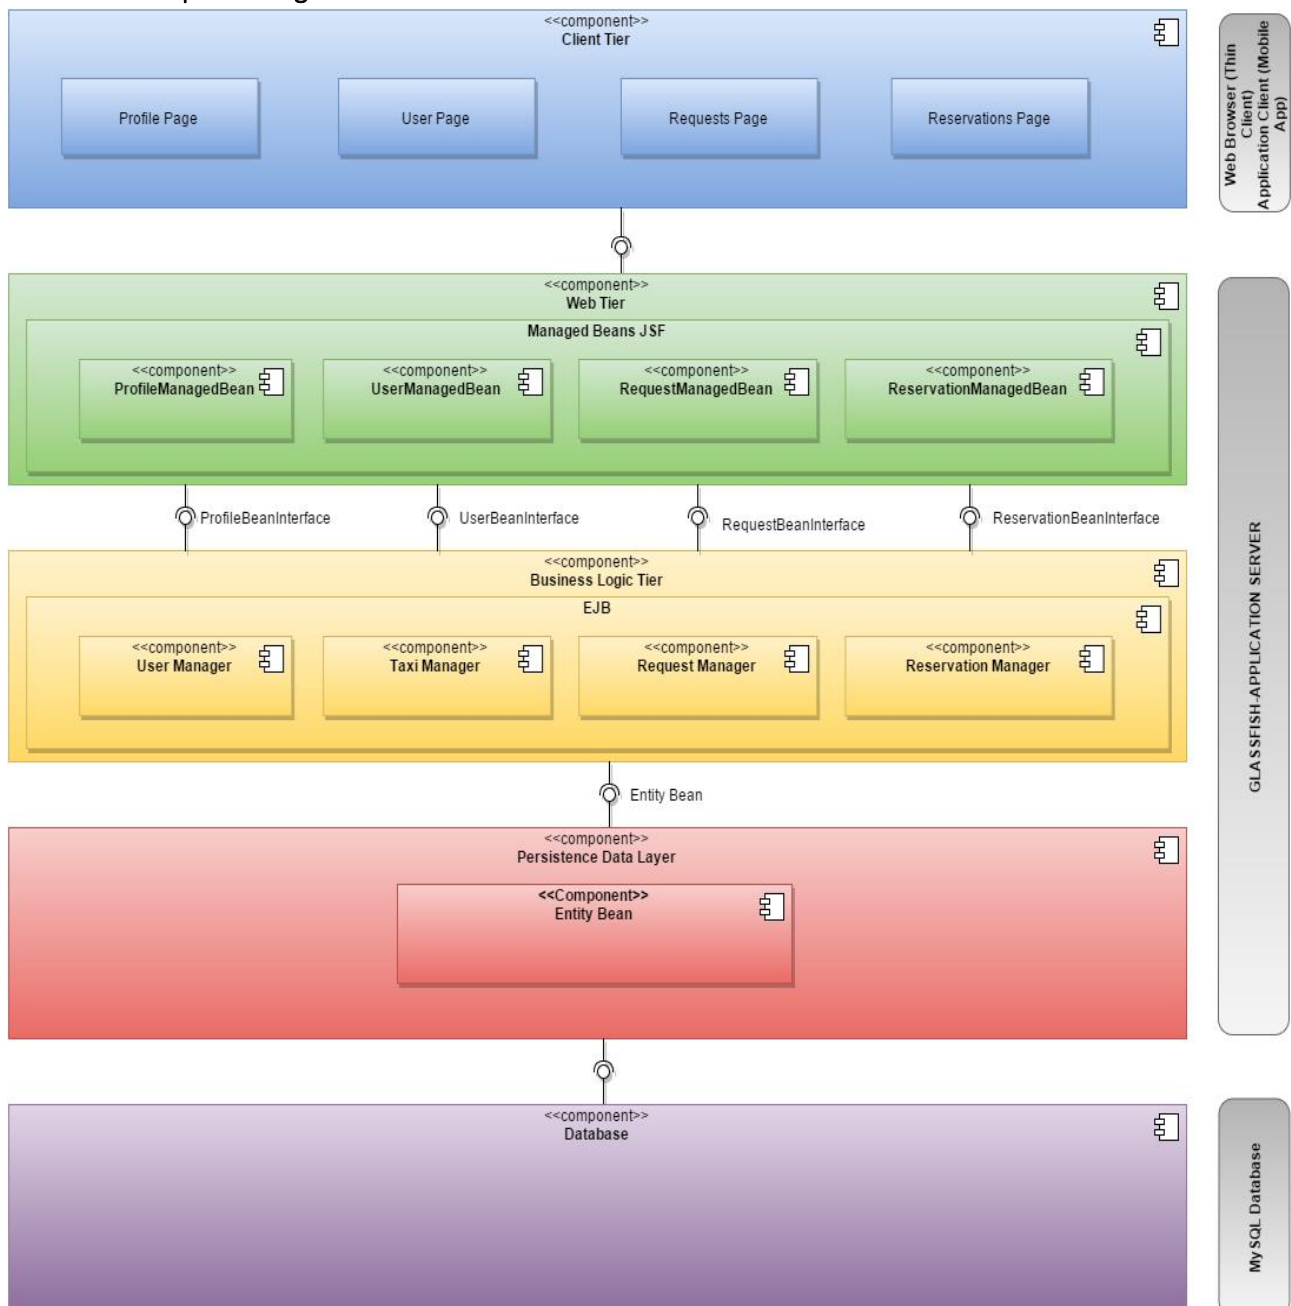 <<component>>
Client Tier
Profile Page
User Page
Requests Page
Reservations Page
Web Browser (Thin
Client)
Application Client (Mobile
App)
<<component>>
Web Tier
Managed Beans JSF
<<component>>
ProfileManagedBean
<<component>>
UserManagedBean
<<component>>
RequestManagedBean
<<component>>
ReservationManagedBean
ProfileBeanInterface
UserBeanInterface
RequestBeanInterface
ReservationBeanInterface
<<component>>
Business Logic Tier
EJB
<<component>>
User Manager
<<component>>
Taxi Manager
<<component>>
Request Manager
<<component>>
Reservation Manager
GLASSFISH-APPLICATION SERVER
Entity Bean
<<component>>
Persistence Data Layer
<<Component>>
Entity Bean
<<component>>
Database
My SQL Database